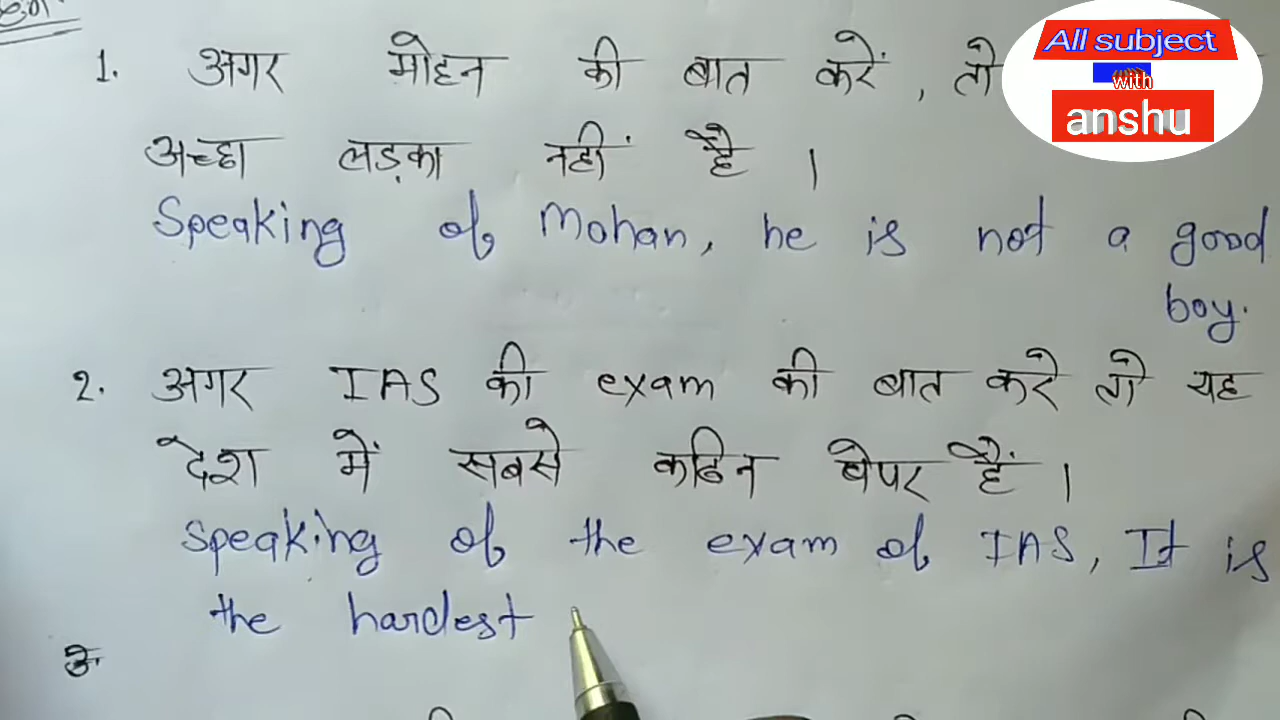 1. अगर मोहन की बात करें, तो
अच्छा लड़का नहीं है ।
Speaking of Mohan, he is not a good
boy.
2. अगर IAS की exam की बात करे तो यह
देश में सबसे कठिन पेपर हैं ।
Speaking of the exam of IAS, It is
the hardest
All subject
with
anshu